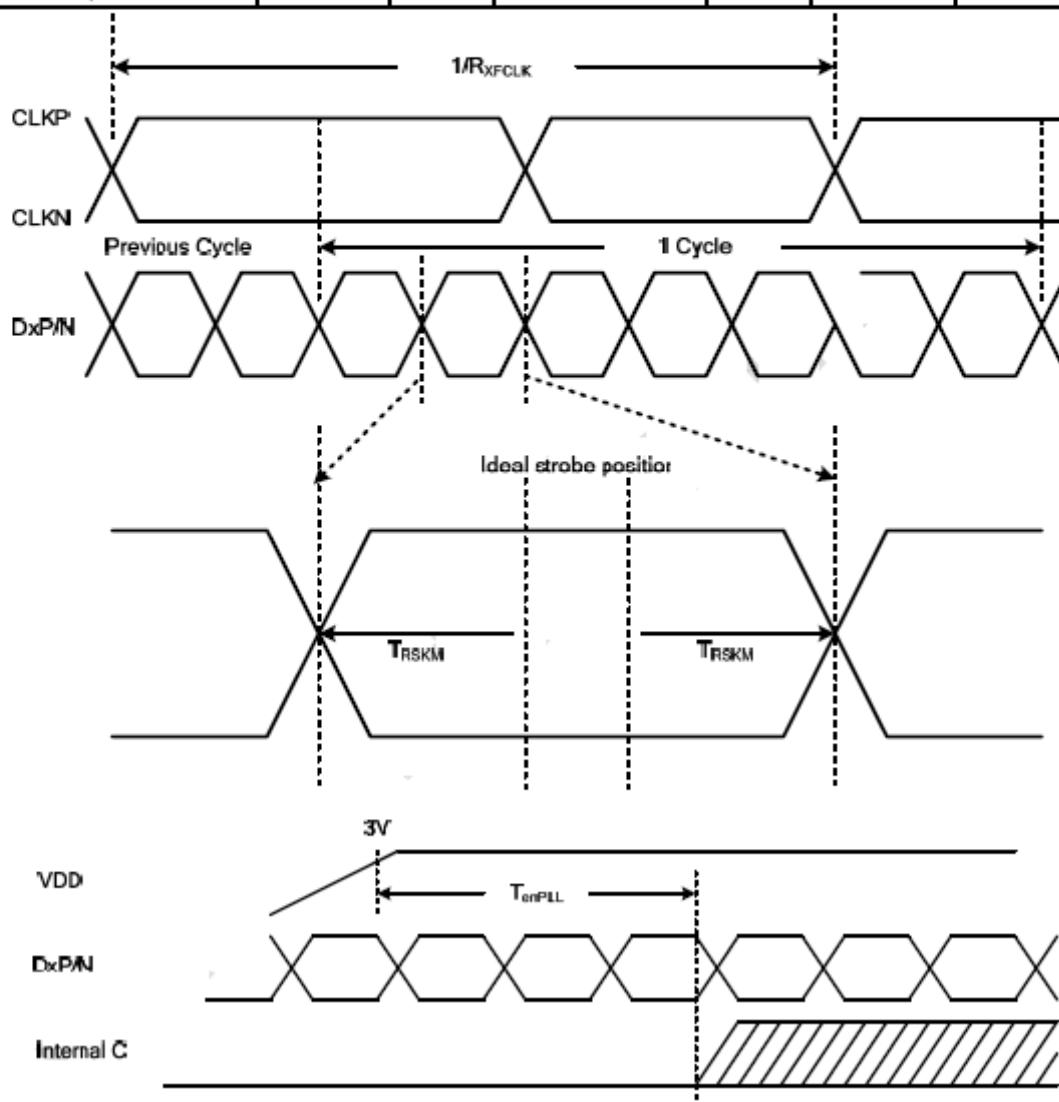 1/RXFCLK
CLKP
CLKN
Previous Cycle
1 Cycle
DxP/N
Ideal strobe position
TRSKM
TRSKM
3V
VDD
TenPLL
DxP/N
Internal C